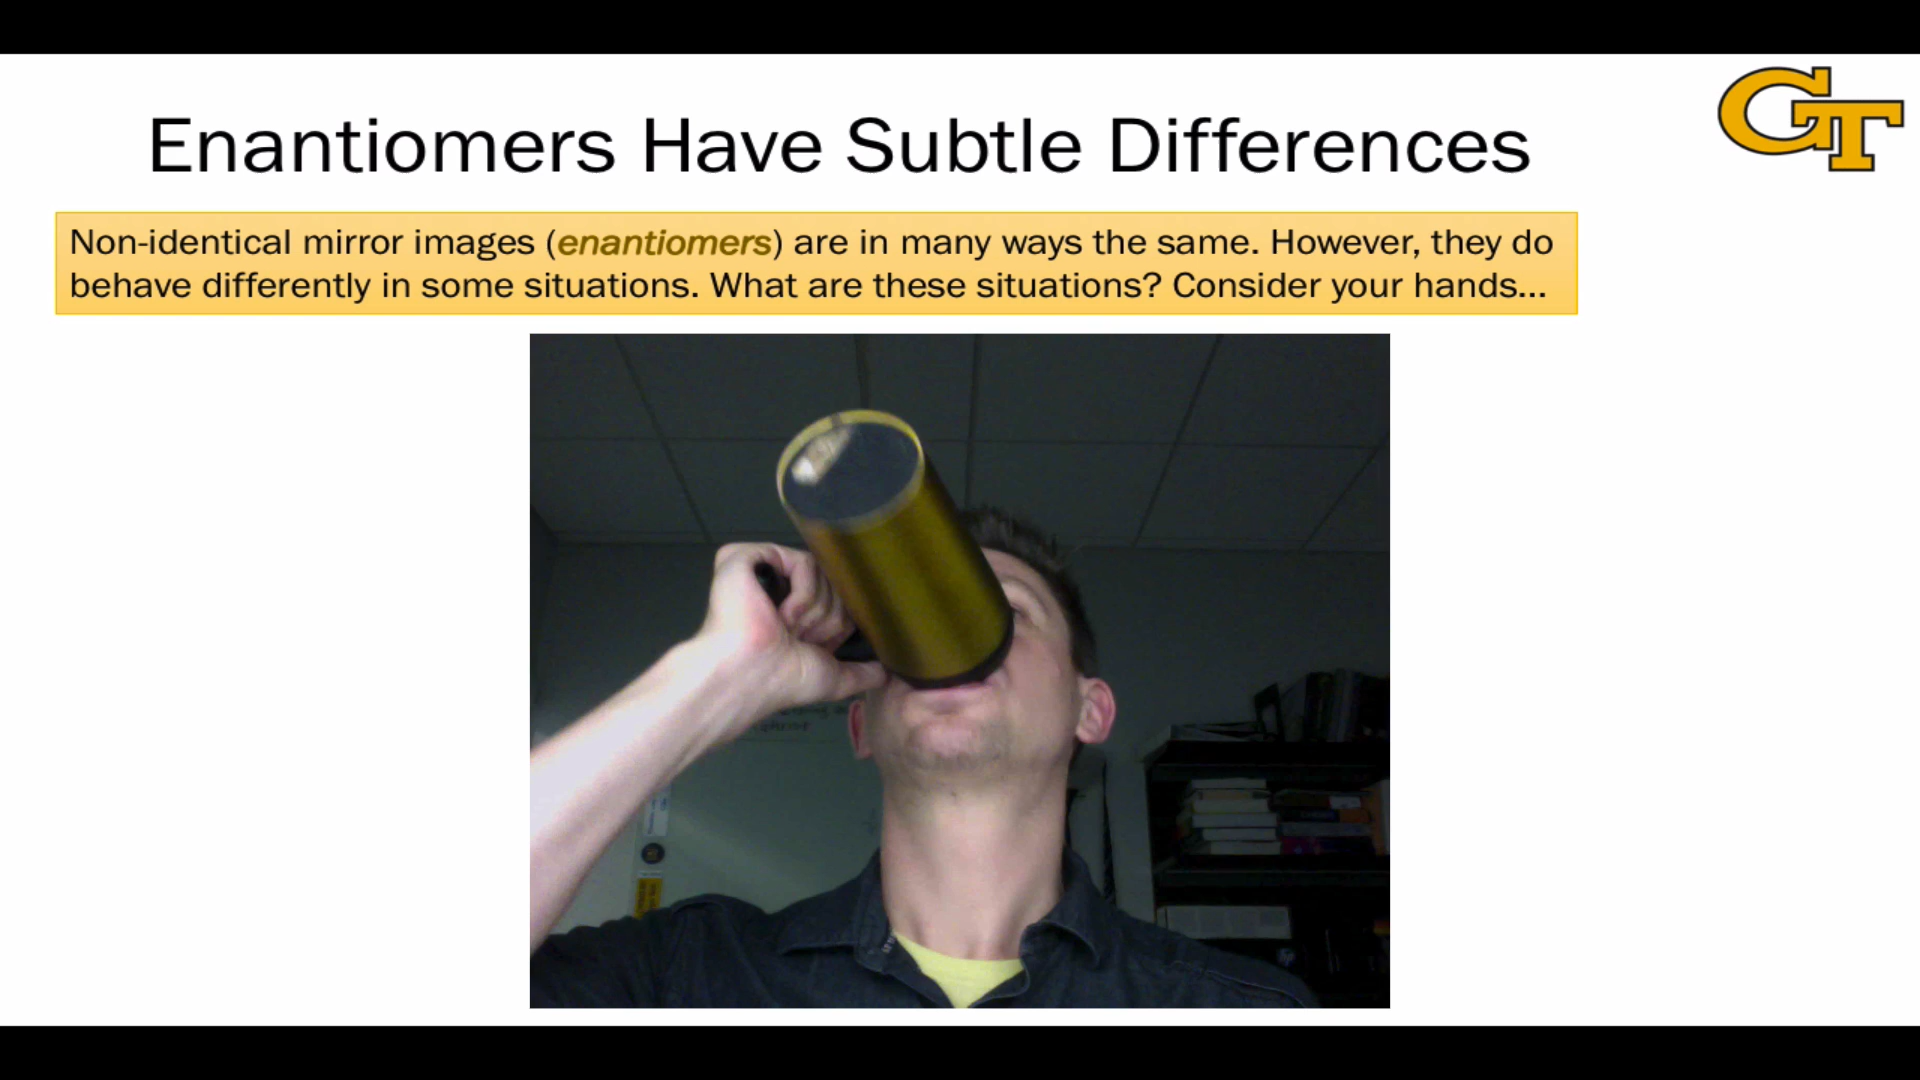 GT
Enantiomers Have Subtle Differences
Non-identical mirror images (enantiomers) are in many ways the same. However, they do
behave differently in some situations. What are these situations? Consider your hands...